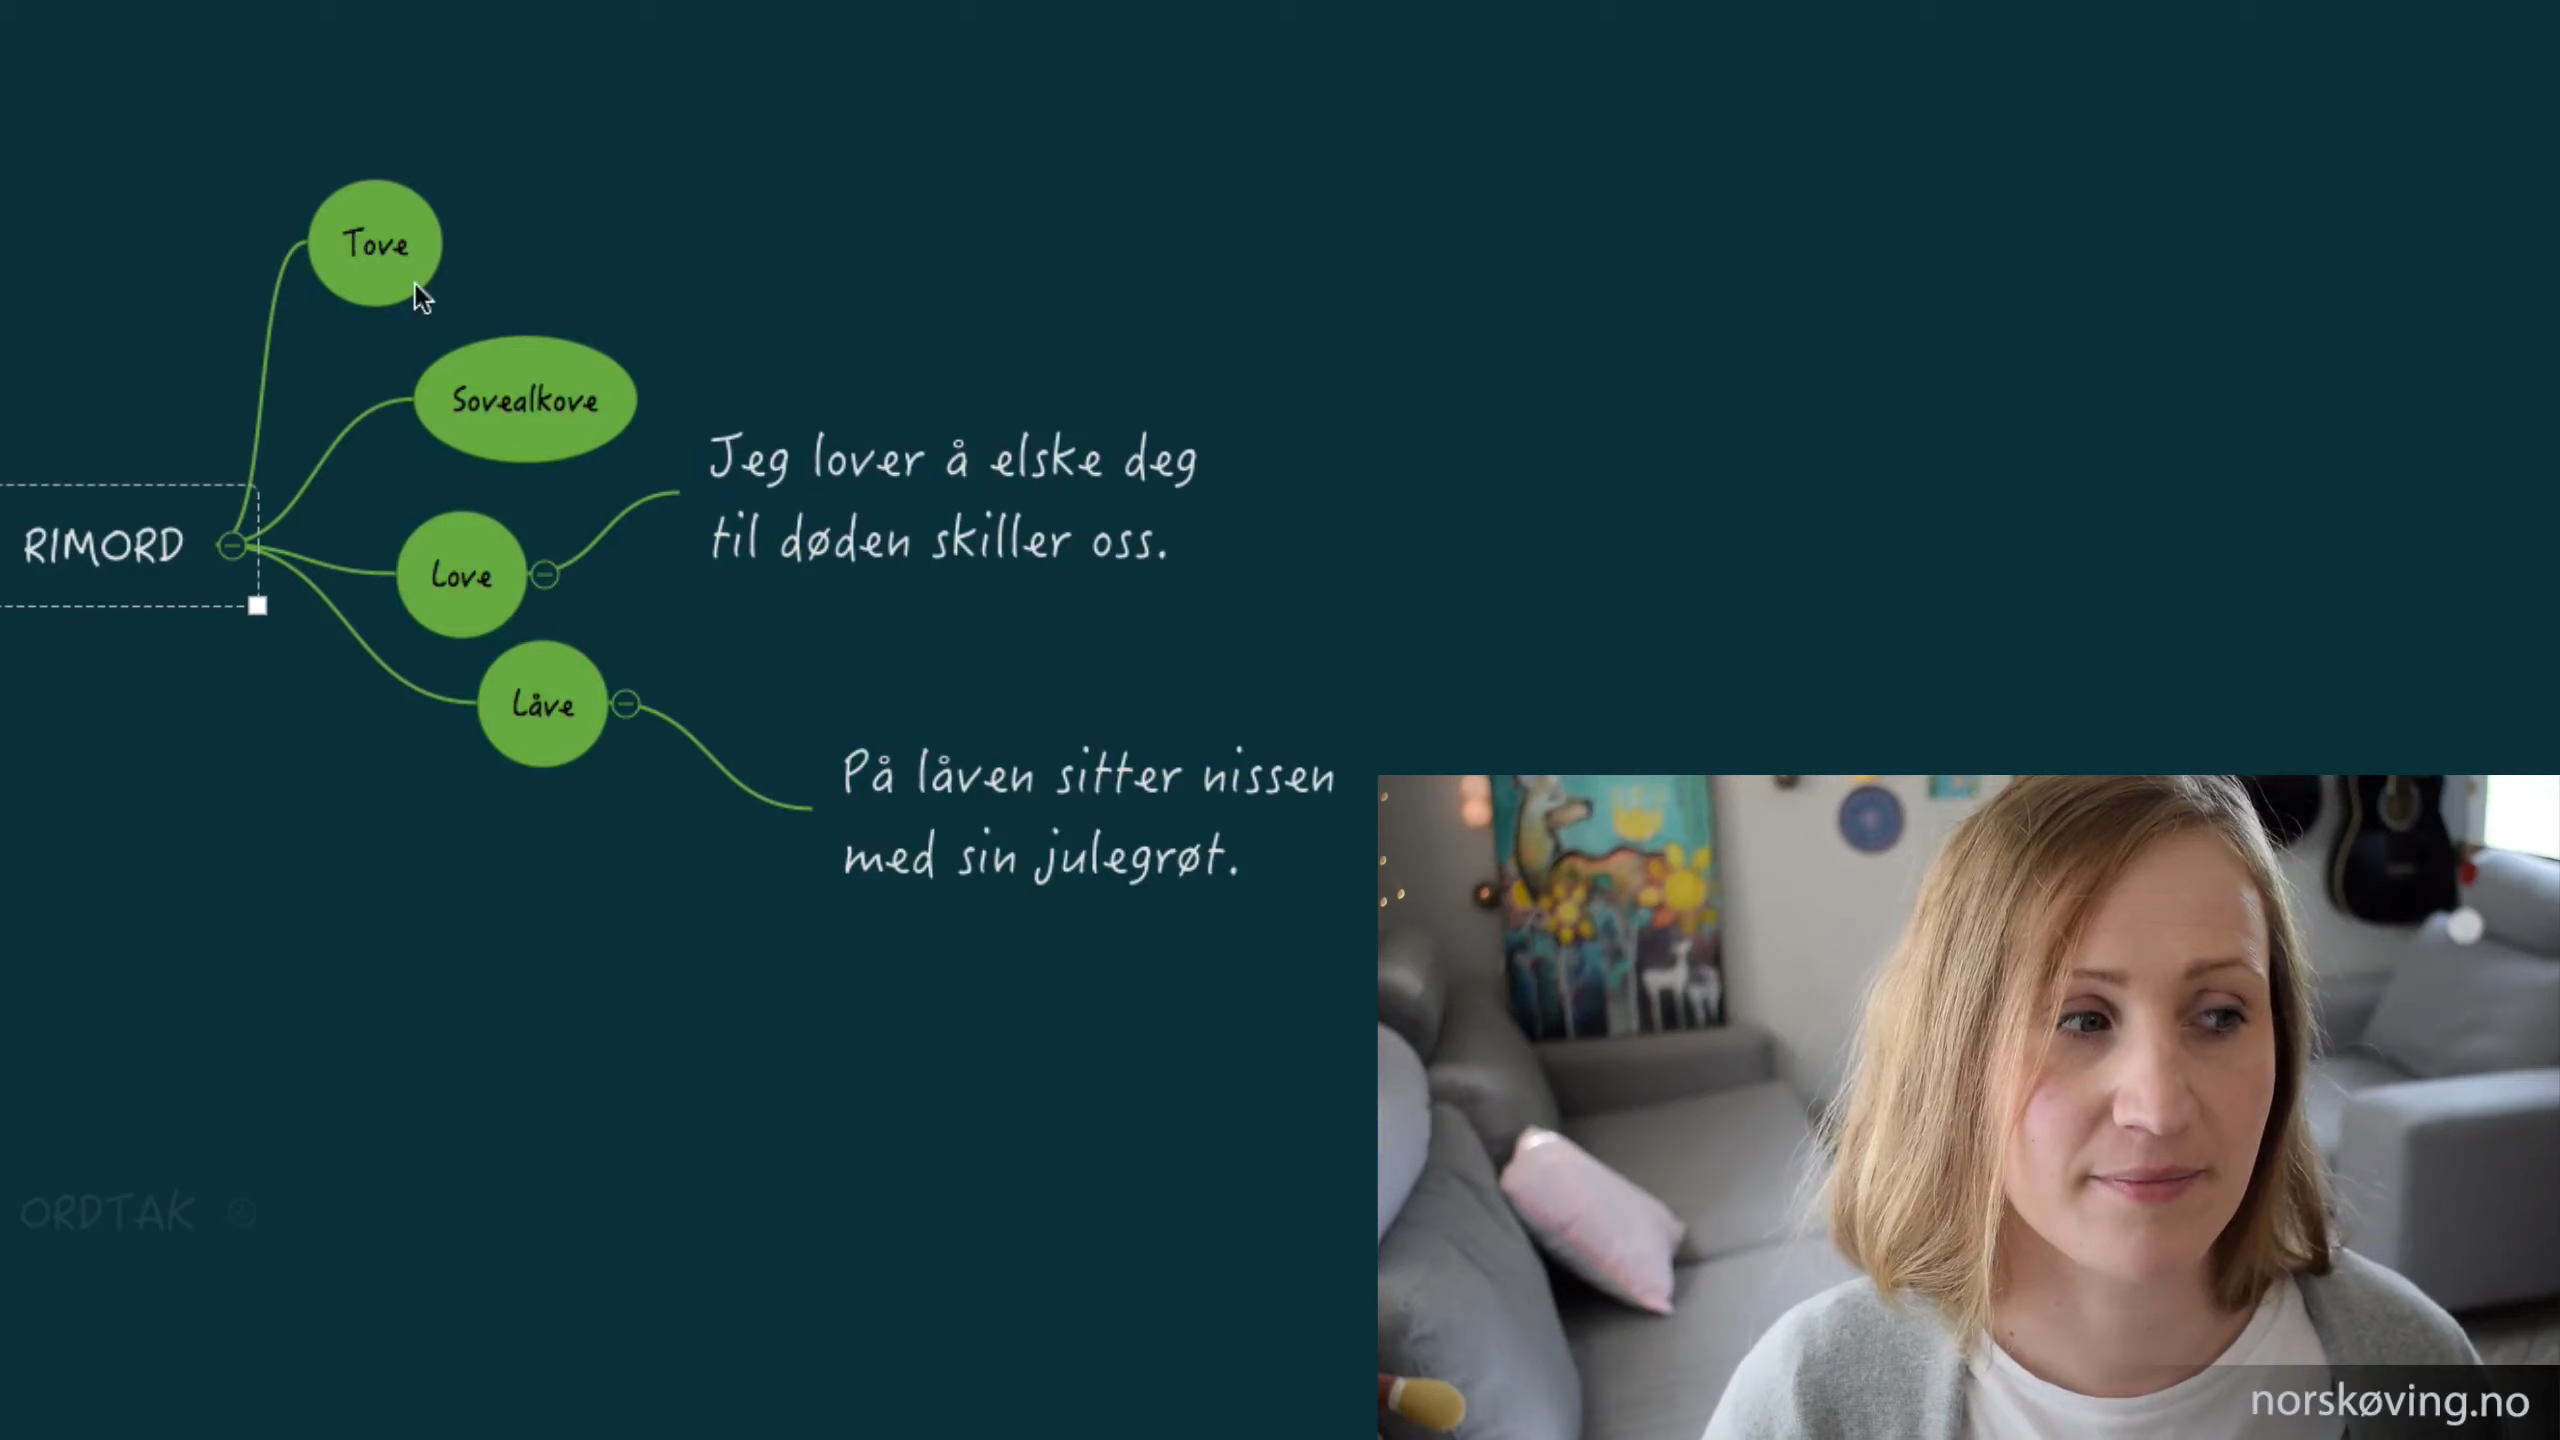 Tove
Sovealkove
Jeg lover å elske deg
til døden skiller oss.
RIMORD
Love
Låve
På låven sitter nissen
med sin julegrøt.
ORDTAK
norskøving.no